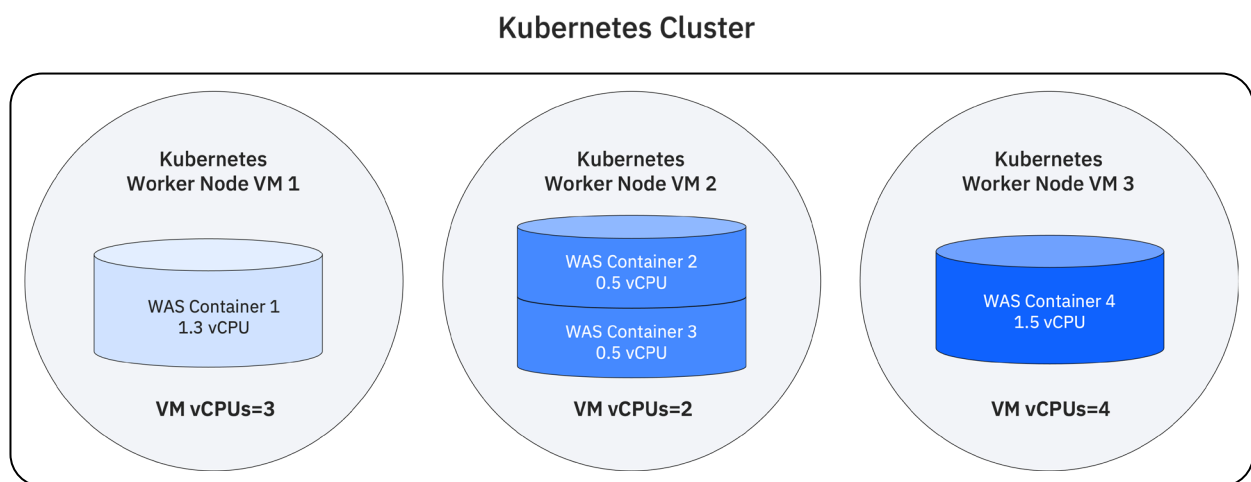 Kubernetes Cluster
Kubernetes
Worker Node VM 1
WAS Container 1
1.3 vCPU
VM vCPUs=3
Kubernetes
Worker Node VM 2
WAS Container 2
0.5 vCPU
WAS Container 3
0.5 vCPU
VM vCPUs=2
Kubernetes
Worker Node VM 3
WAS Container 4
1.5 vCPU
VM vCPUs=4